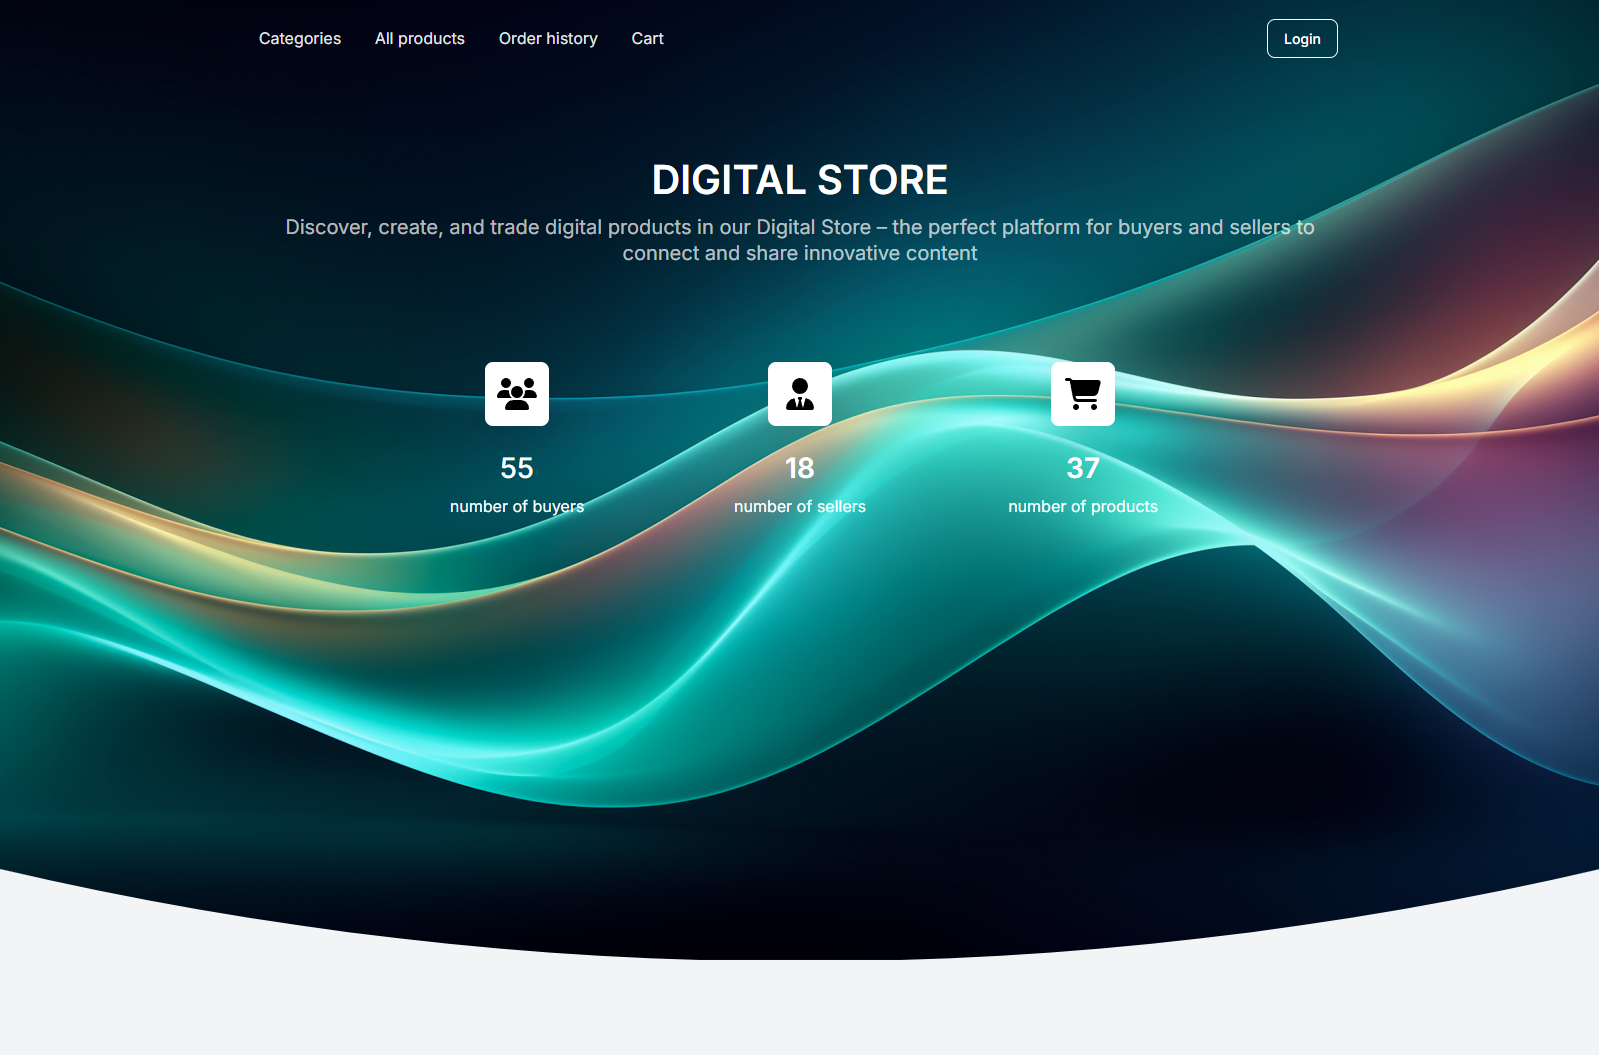 Categories All products Order history Cart Login
DIGITAL STORE
Discover, create, and trade digital products in our Digital Store – the perfect platform for buyers and sellers to
connect and share innovative content
55 18 37
number of buyers number of sellers number of products